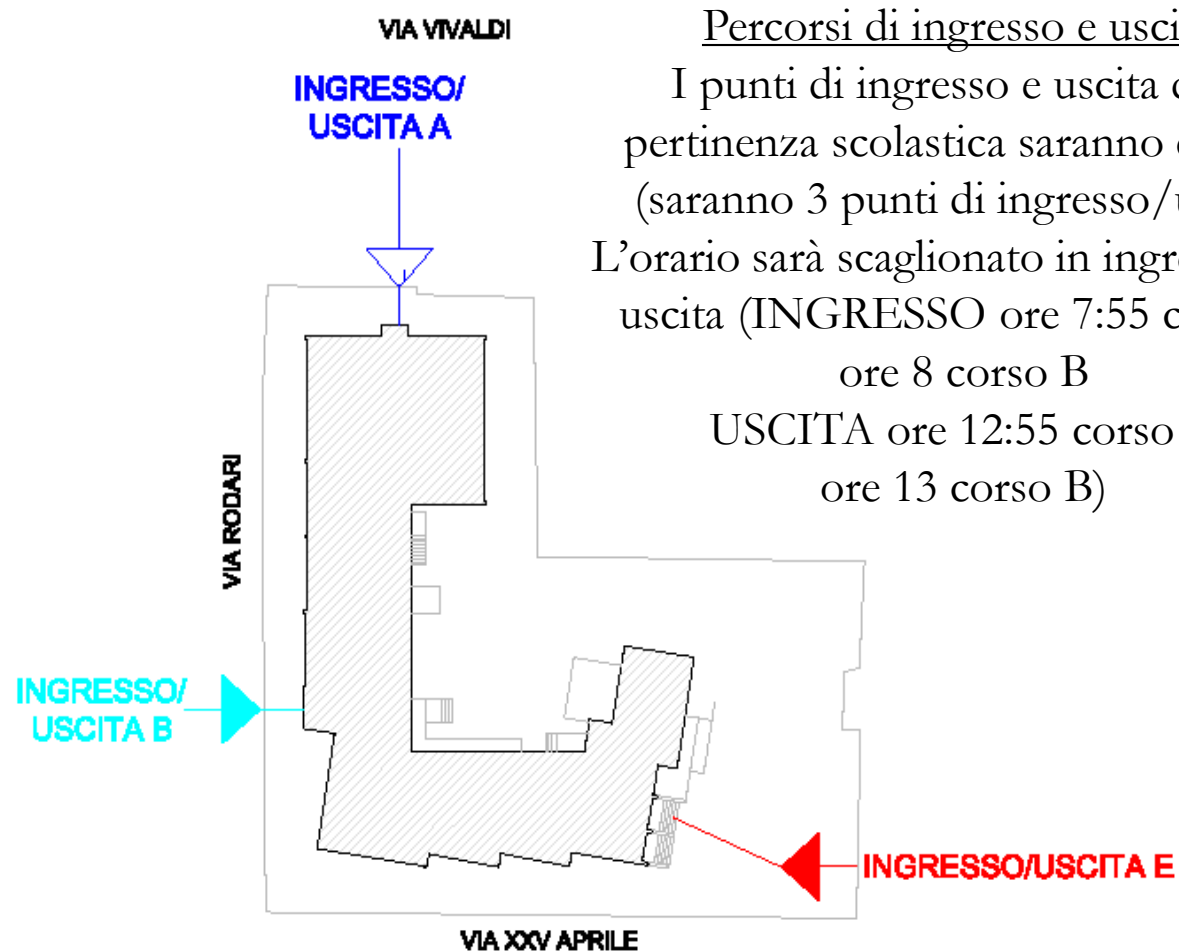 VIA VIVALDI
Percorsi di ingresso e usci
INGRESSO/
USCITA A
I punti di ingresso e uscita
pertinenza scolastica saranno
(saranno 3 punti di ingresso/
L'orario sarà scaglionato in ingre
uscita (INGRESSO ore 7:55
ore 8 corso B
USCITA ore 12:55 corso
ore 13 corso B)
VIA RODARI
INGRESSO/
USCITA B
INGRESSO/USCITA E
VIA XXV APRILE